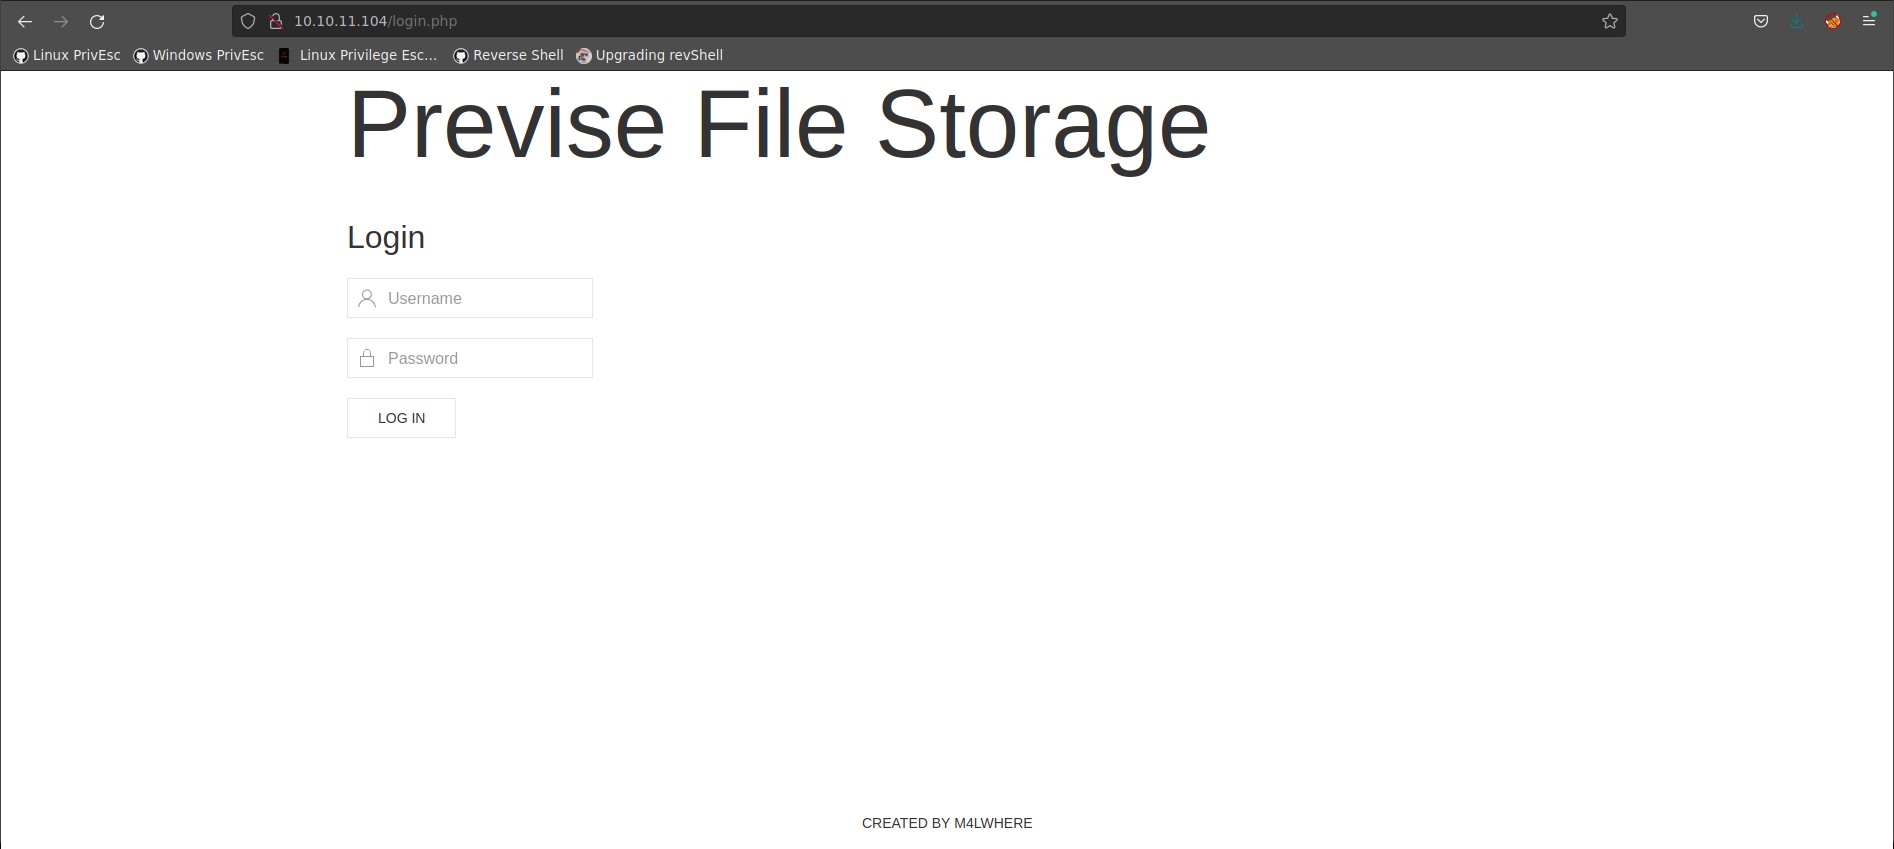 10.10.11.104/login.php
Linux PrivEsc Windows PrivEsc Linux Privilege Esc... Reverse Shell Upgrading revShell
Previse File Storage
Login
Username
Password
LOG IN
CREATED BY M4LWHERE